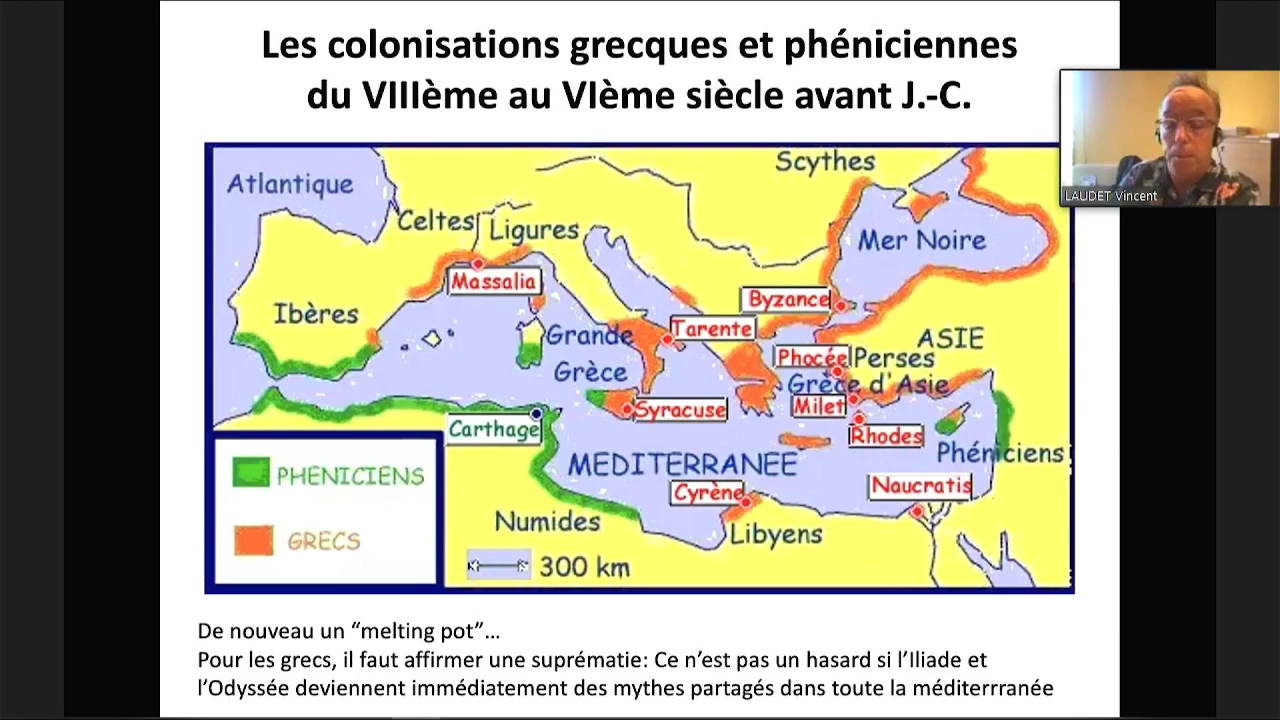 Les colonisations grecques et phéniciennes
du VIIIème au VIème siècle avant J.-C.
LAUDET Vincent
Scythes
Atlantique
Celtes
Ligures
Mer Noire
Massalia
Byzance
Ibères
Grande
Grèce
Tarente
ASIE
Phocée
Perses
Grèce d'Asie
Milet
Syracuse
Carthage
Rhodes
Phéniciens
MEDITERRANEE
Cyrène
Naucratis
PHENICIENS
Numides
Libyens
GRECS
300 km
De nouveau un “melting pot”...
Pour les grecs, il faut affirmer une suprématie: Ce n’est pas un hasard si l’Iliade et
l’Odyssée deviennent immédiatement des mythes partagés dans toute la méditerrranée